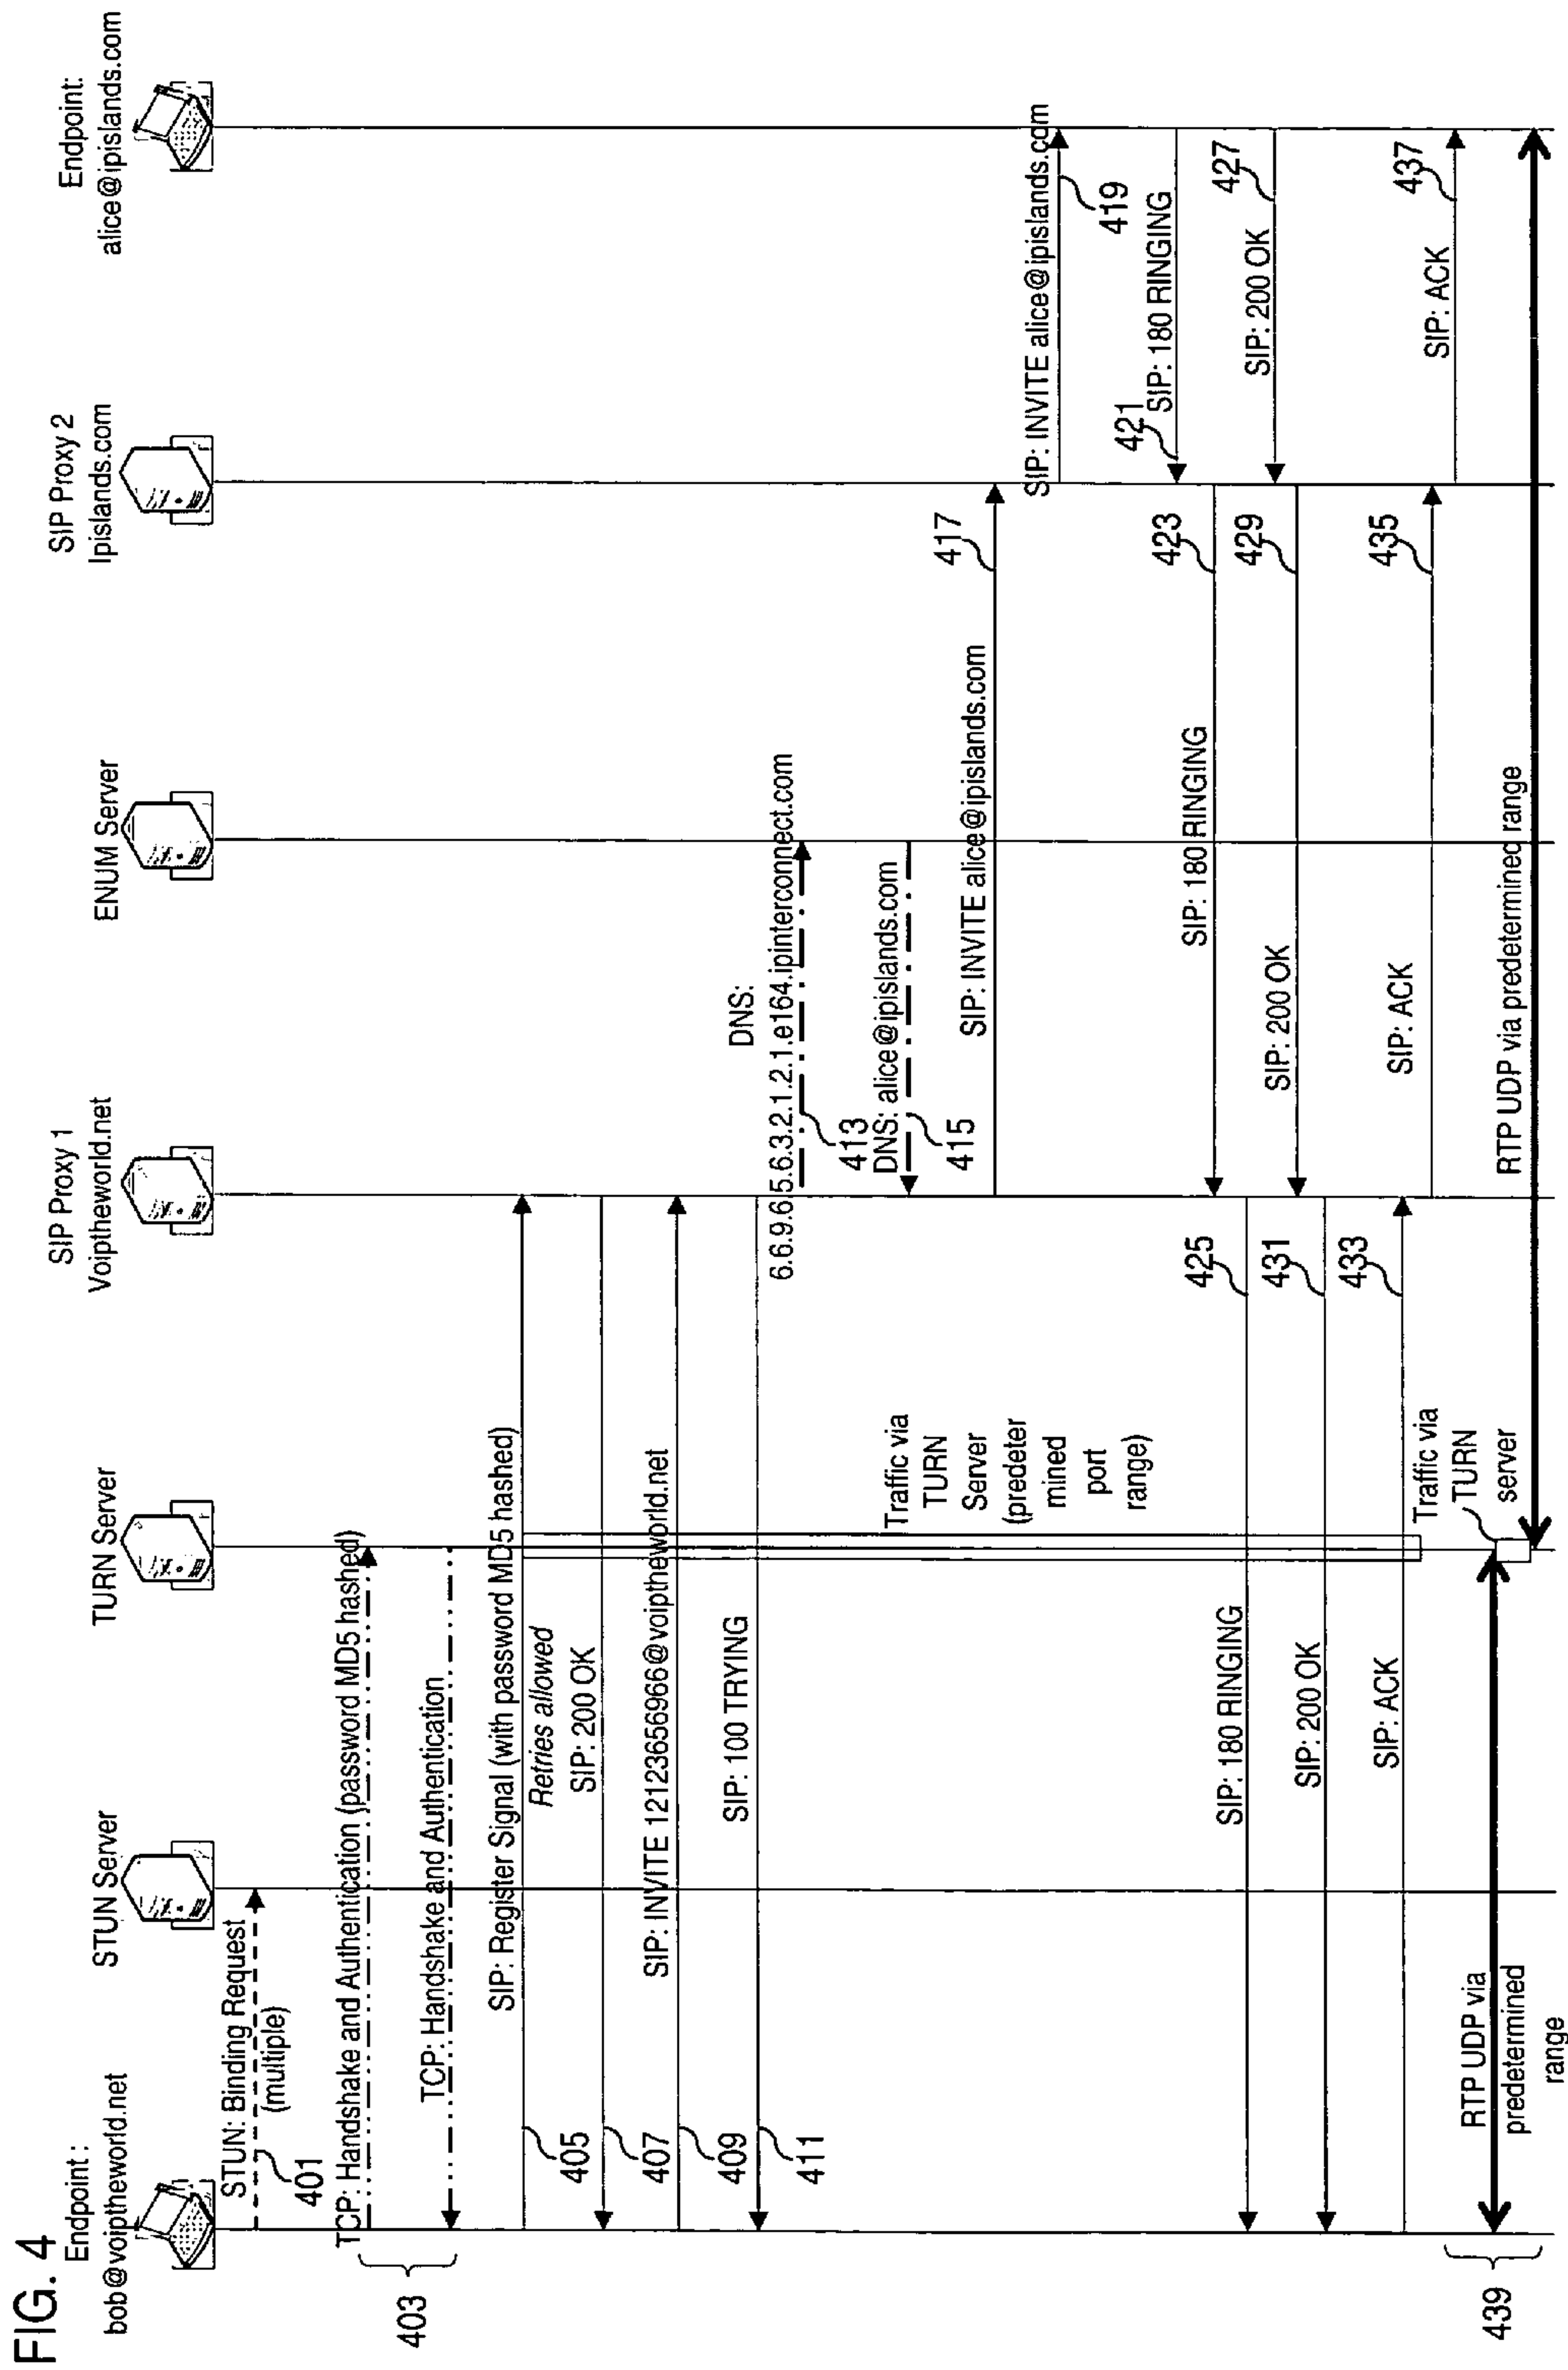 FIG. 4
Endpoint :
bob@voiptheworld.net
STUN Server
TURN Server
SIP Proxy 1
Voiptheworld.net
ENUM Server
SIP Proxy 2
Ipislands.com
Endpoint:
alice@ipislands.com
STUN: Binding Request
(multiple)
401
TCP: Handshake and Authentication (password MD5 hashed)
403
TCP: Handshake and Authentication
SIP: Register Signal (with password MD5 hashed)
405
Retries allowed
SIP: 200 OK
407
SIP: INVITE 12123656966@voiptheworld.net
409
SIP: 100 TRYING
411
DNS:
6.6.9.6.5.6.3.2.1.2.1.e164.ipinterconnect.com
413
DNS: alice@ipislands.com
415
Traffic via
TURN
Server
(predeter
mined
port
range)
SIP: INVITE alice@ipislands.com
417
SIP: INVITE alice@ipislands.com
419
421
SIP: 180 RINGING
SIP: 180 RINGING
423
SIP: 180 RINGING
425
SIP: 200 OK
427
SIP: 200 OK
429
SIP: 200 OK
431
SIP: ACK
433
SIP: ACK
435
SIP: ACK
437
Traffic via
TURN
server
439
RTP UDP via
predetermined
range
RTP UDP via predetermined range